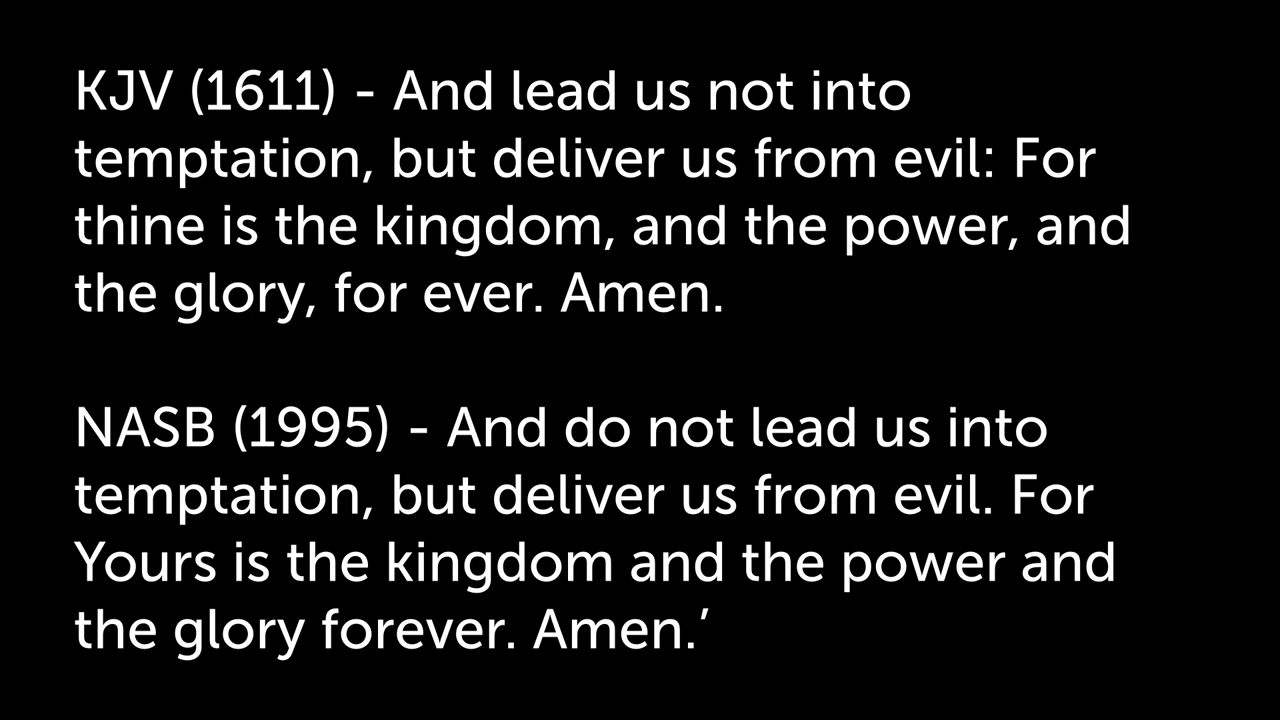 KJV (1611) - And lead us not into
temptation, but deliver us from evil: For
thine is the kingdom, and the power, and
the glory, for ever. Amen.
NASB (1995) - And do not lead us into
temptation, but deliver us from evil. For
Yours is the kingdom and the power and
the glory forever. Amen.’